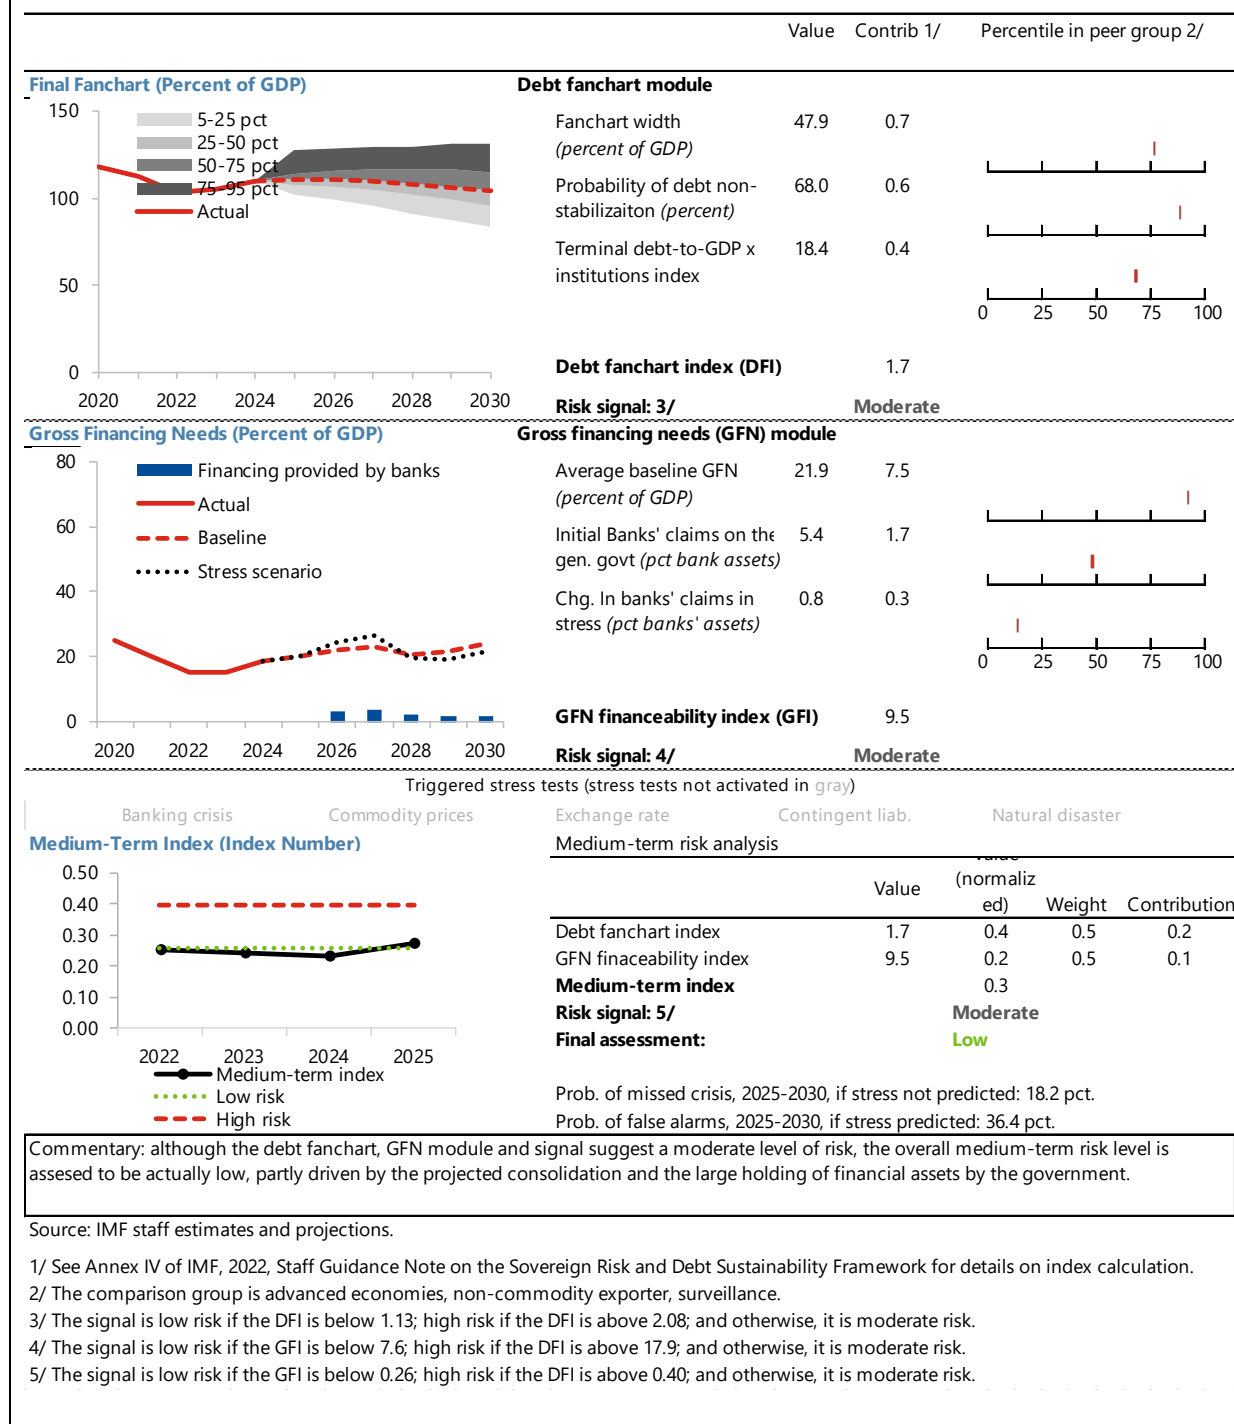 Value Contrib 1/ Percentile in peer group 2/
Final Fanchart (Percent of GDP)
150
100
50
0
5-25 pct
25-50 pct
50-75 pct
75-95 pct
Actual
2020 2022 2024 2026 2028 2030
Debt fanchart module
Fanchart width 47.9 0.7
(percent of GDP)
Probability of debt non- 68.0 0.6
stabilizaiton (percent)
Terminal debt-to-GDP x 18.4 0.4
institutions index
0 25 50 75 100
Debt fanchart index (DFI) 1.7
Risk signal: 3/ Moderate
Gross Financing Needs (Percent of GDP)
80
60
40
20
0
Financing provided by banks
Actual
Baseline
Stress scenario
2020 2022 2024 2026 2028 2030
Gross financing needs (GFN) module
Average baseline GFN 21.9 7.5
(percent of GDP)
Initial Banks' claims on the 5.4 1.7
gen. govt (pct bank assets)
Chg. In banks' claims in 0.8 0.3
stress (pct banks' assets)
0 25 50 75 100
GFN financeability index (GFI) 9.5
Risk signal: 4/ Moderate
Triggered stress tests (stress tests not activated in gray)
Banking crisis Commodity prices Exchange rate Contingent liab. Natural disaster
Medium-Term Index (Index Number)
0.50
0.40
0.30
0.20
0.10
0.00
2022 2023 2024 2025
Medium-term index
Low risk
High risk
Medium-term risk analysis
Value
(normaliz
ed)
Value Weight Contribution
Debt fanchart index 1.7 0.4 0.5 0.2
GFN finaceability index 9.5 0.2 0.5 0.1
Medium-term index 0.3
Risk signal: 5/ Moderate
Final assessment: Low
Prob. of missed crisis, 2025-2030, if stress not predicted: 18.2 pct.
Prob. of false alarms, 2025-2030, if stress predicted: 36.4 pct.
Commentary: although the debt fanchart, GFN module and signal suggest a moderate level of risk, the overall medium-term risk level is
assesed to be actually low, partly driven by the projected consolidation and the large holding of financial assets by the government.
Source: IMF staff estimates and projections.
1/ See Annex IV of IMF, 2022, Staff Guidance Note on the Sovereign Risk and Debt Sustainability Framework for details on index calculation.
2/ The comparison group is advanced economies, non-commodity exporter, surveillance.
3/ The signal is low risk if the DFI is below 1.13; high risk if the DFI is above 2.08; and otherwise, it is moderate risk.
4/ The signal is low risk if the GFI is below 7.6; high risk if the DFI is above 17.9; and otherwise, it is moderate risk.
5/ The signal is low risk if the GFI is below 0.26; high risk if the DFI is above 0.40; and otherwise, it is moderate risk.